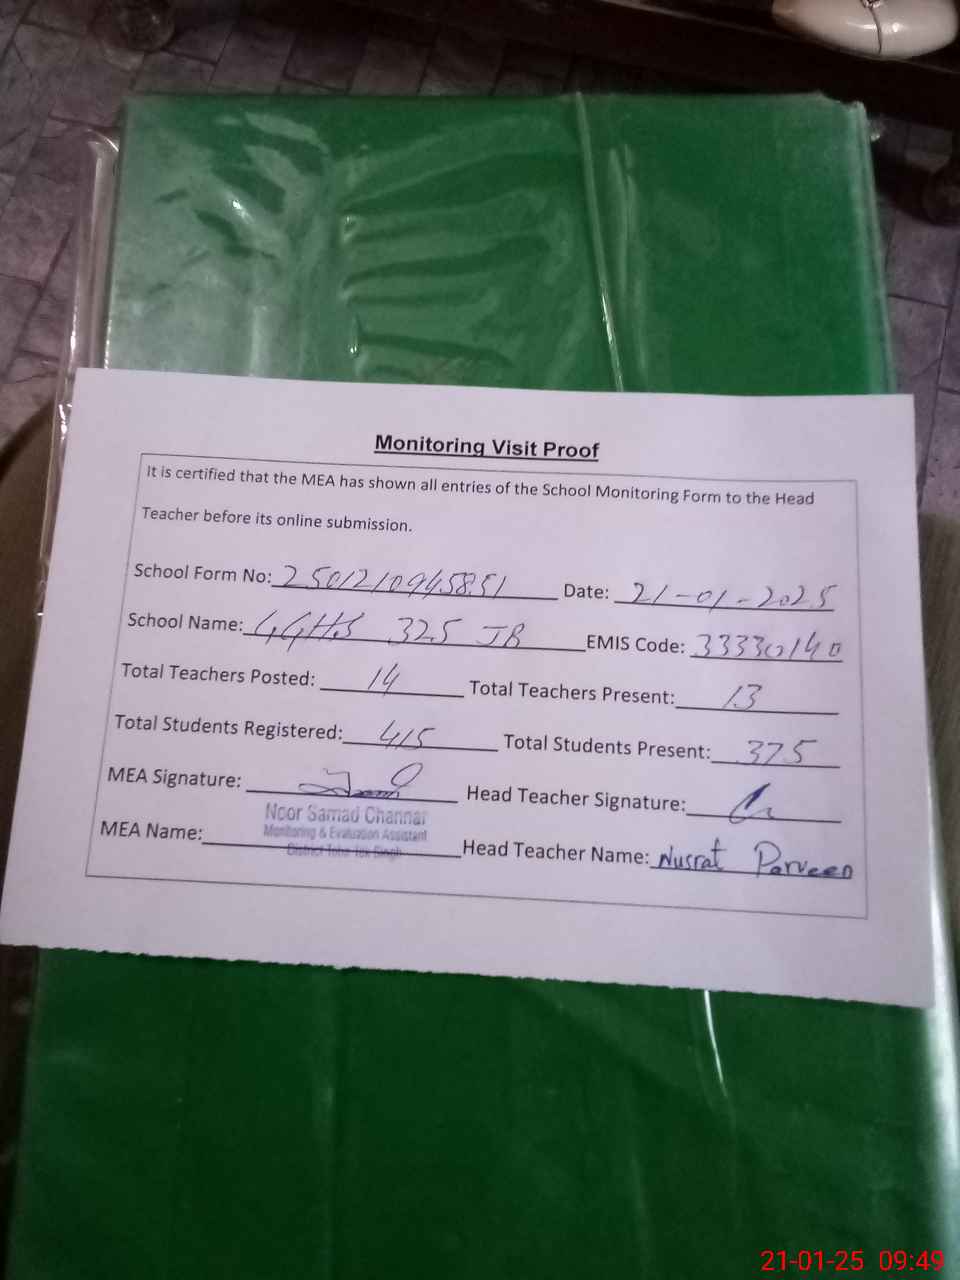 Monitoring Visit Proof
It is certified that the MEA has shown all entries of the School Monitoring Form to the Head
Teacher before its online submission.
School Form No: 2501210945851 Date: 21-01-2025
School Name: GGHS 325 JB EMIS Code: 33330140
Total Teachers Posted: 14 Total Teachers Present: 13
Total Students Registered: 415 Total Students Present: 375
MEA Signature: Head Teacher Signature:
Noor Samad Channar
Monitoring & Evaluation Assistant
District Toba Tek Singh
MEA Name: Head Teacher Name: Nusrat Parveen
21-01-25 09:49